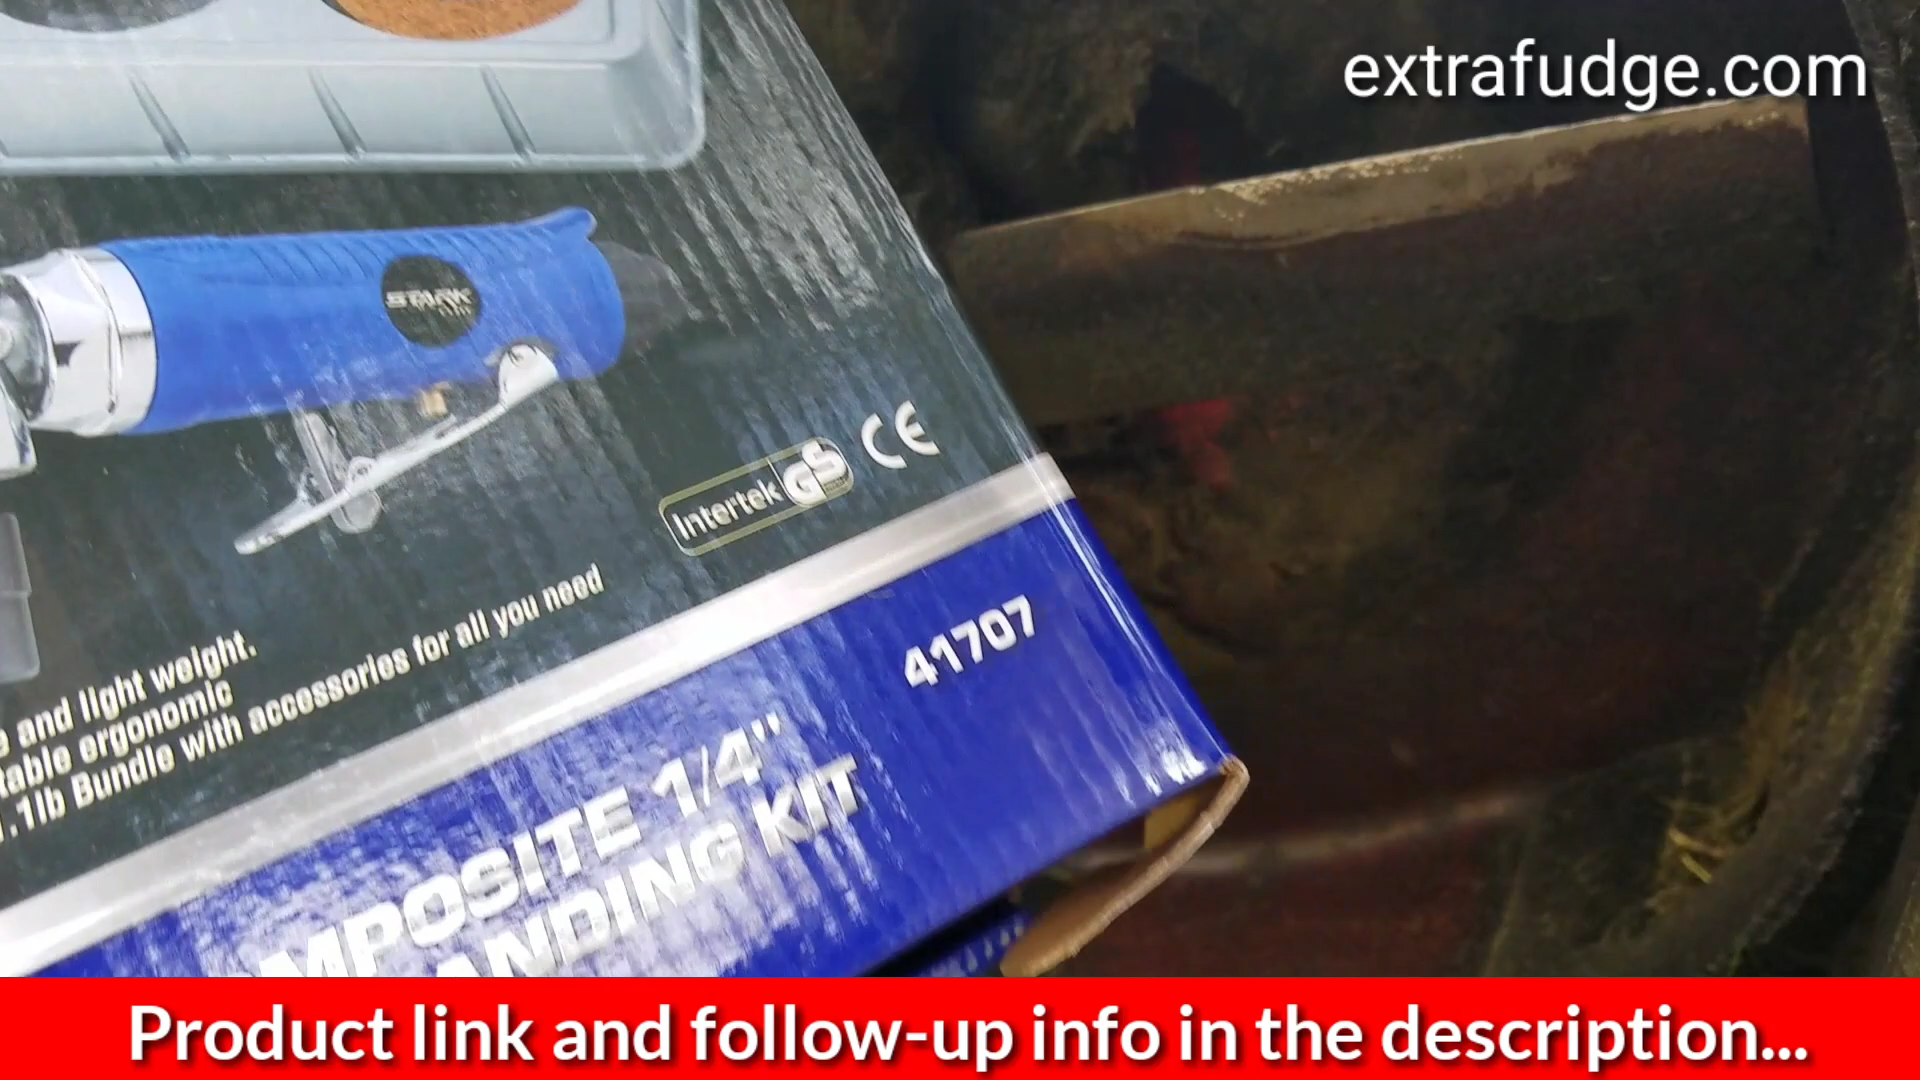 extrafudge.com
STARK
Intertek GS CE
and light weight.
table ergonomic
.1lb Bundle with accessories for all you need
41707
MPOSITE 1/4"
ANDING KIT
Product link and follow-up info in the description...